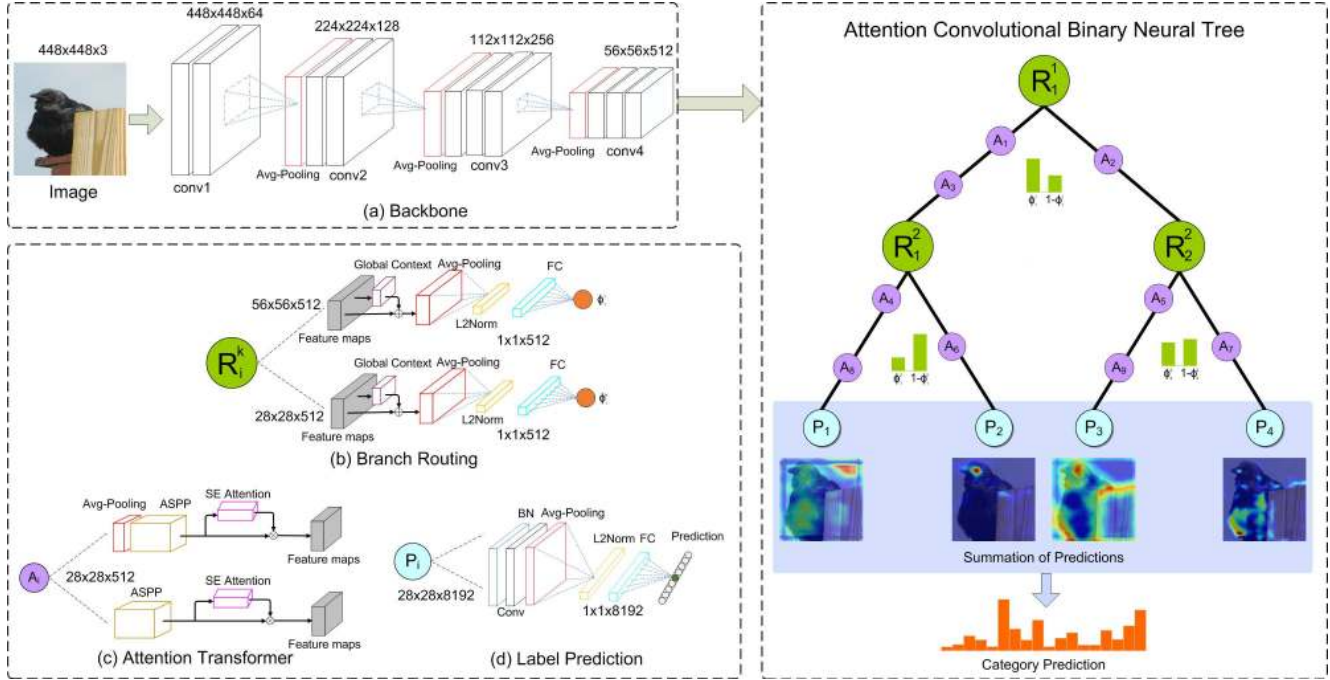 448x448x3
Image
448x448x64
conv1
224x224x128
Avg-Pooling
conv2
112x112x256
Avg-Pooling
conv3
56x56x512
Avg-Pooling
conv4
(a) Backbone
Global Context
Avg-Pooling
FC
56x56x512
Feature maps
L2Norm
1x1x512
R
k
i
Global Context
Avg-Pooling
FC
28x28x512
Feature maps
L2Norm
1x1x512
(b) Branch Routing
Avg-Pooling
ASPP
SE Attention
Feature maps
Ai
28x28x512
ASPP
SE Attention
Feature maps
(c) Attention Transformer
Pi
28x28x8192
BN
Conv
Avg-Pooling
L2Norm
1x1x8192
FC
Prediction
(d) Label Prediction
Attention Convolutional Binary Neural Tree
R
1
1
A1
A2
A3
R
2
1
R
2
2
A4
A5
A6
A7
A8
A9
P1
P2
P3
P4
Summation of Predictions
Category Prediction